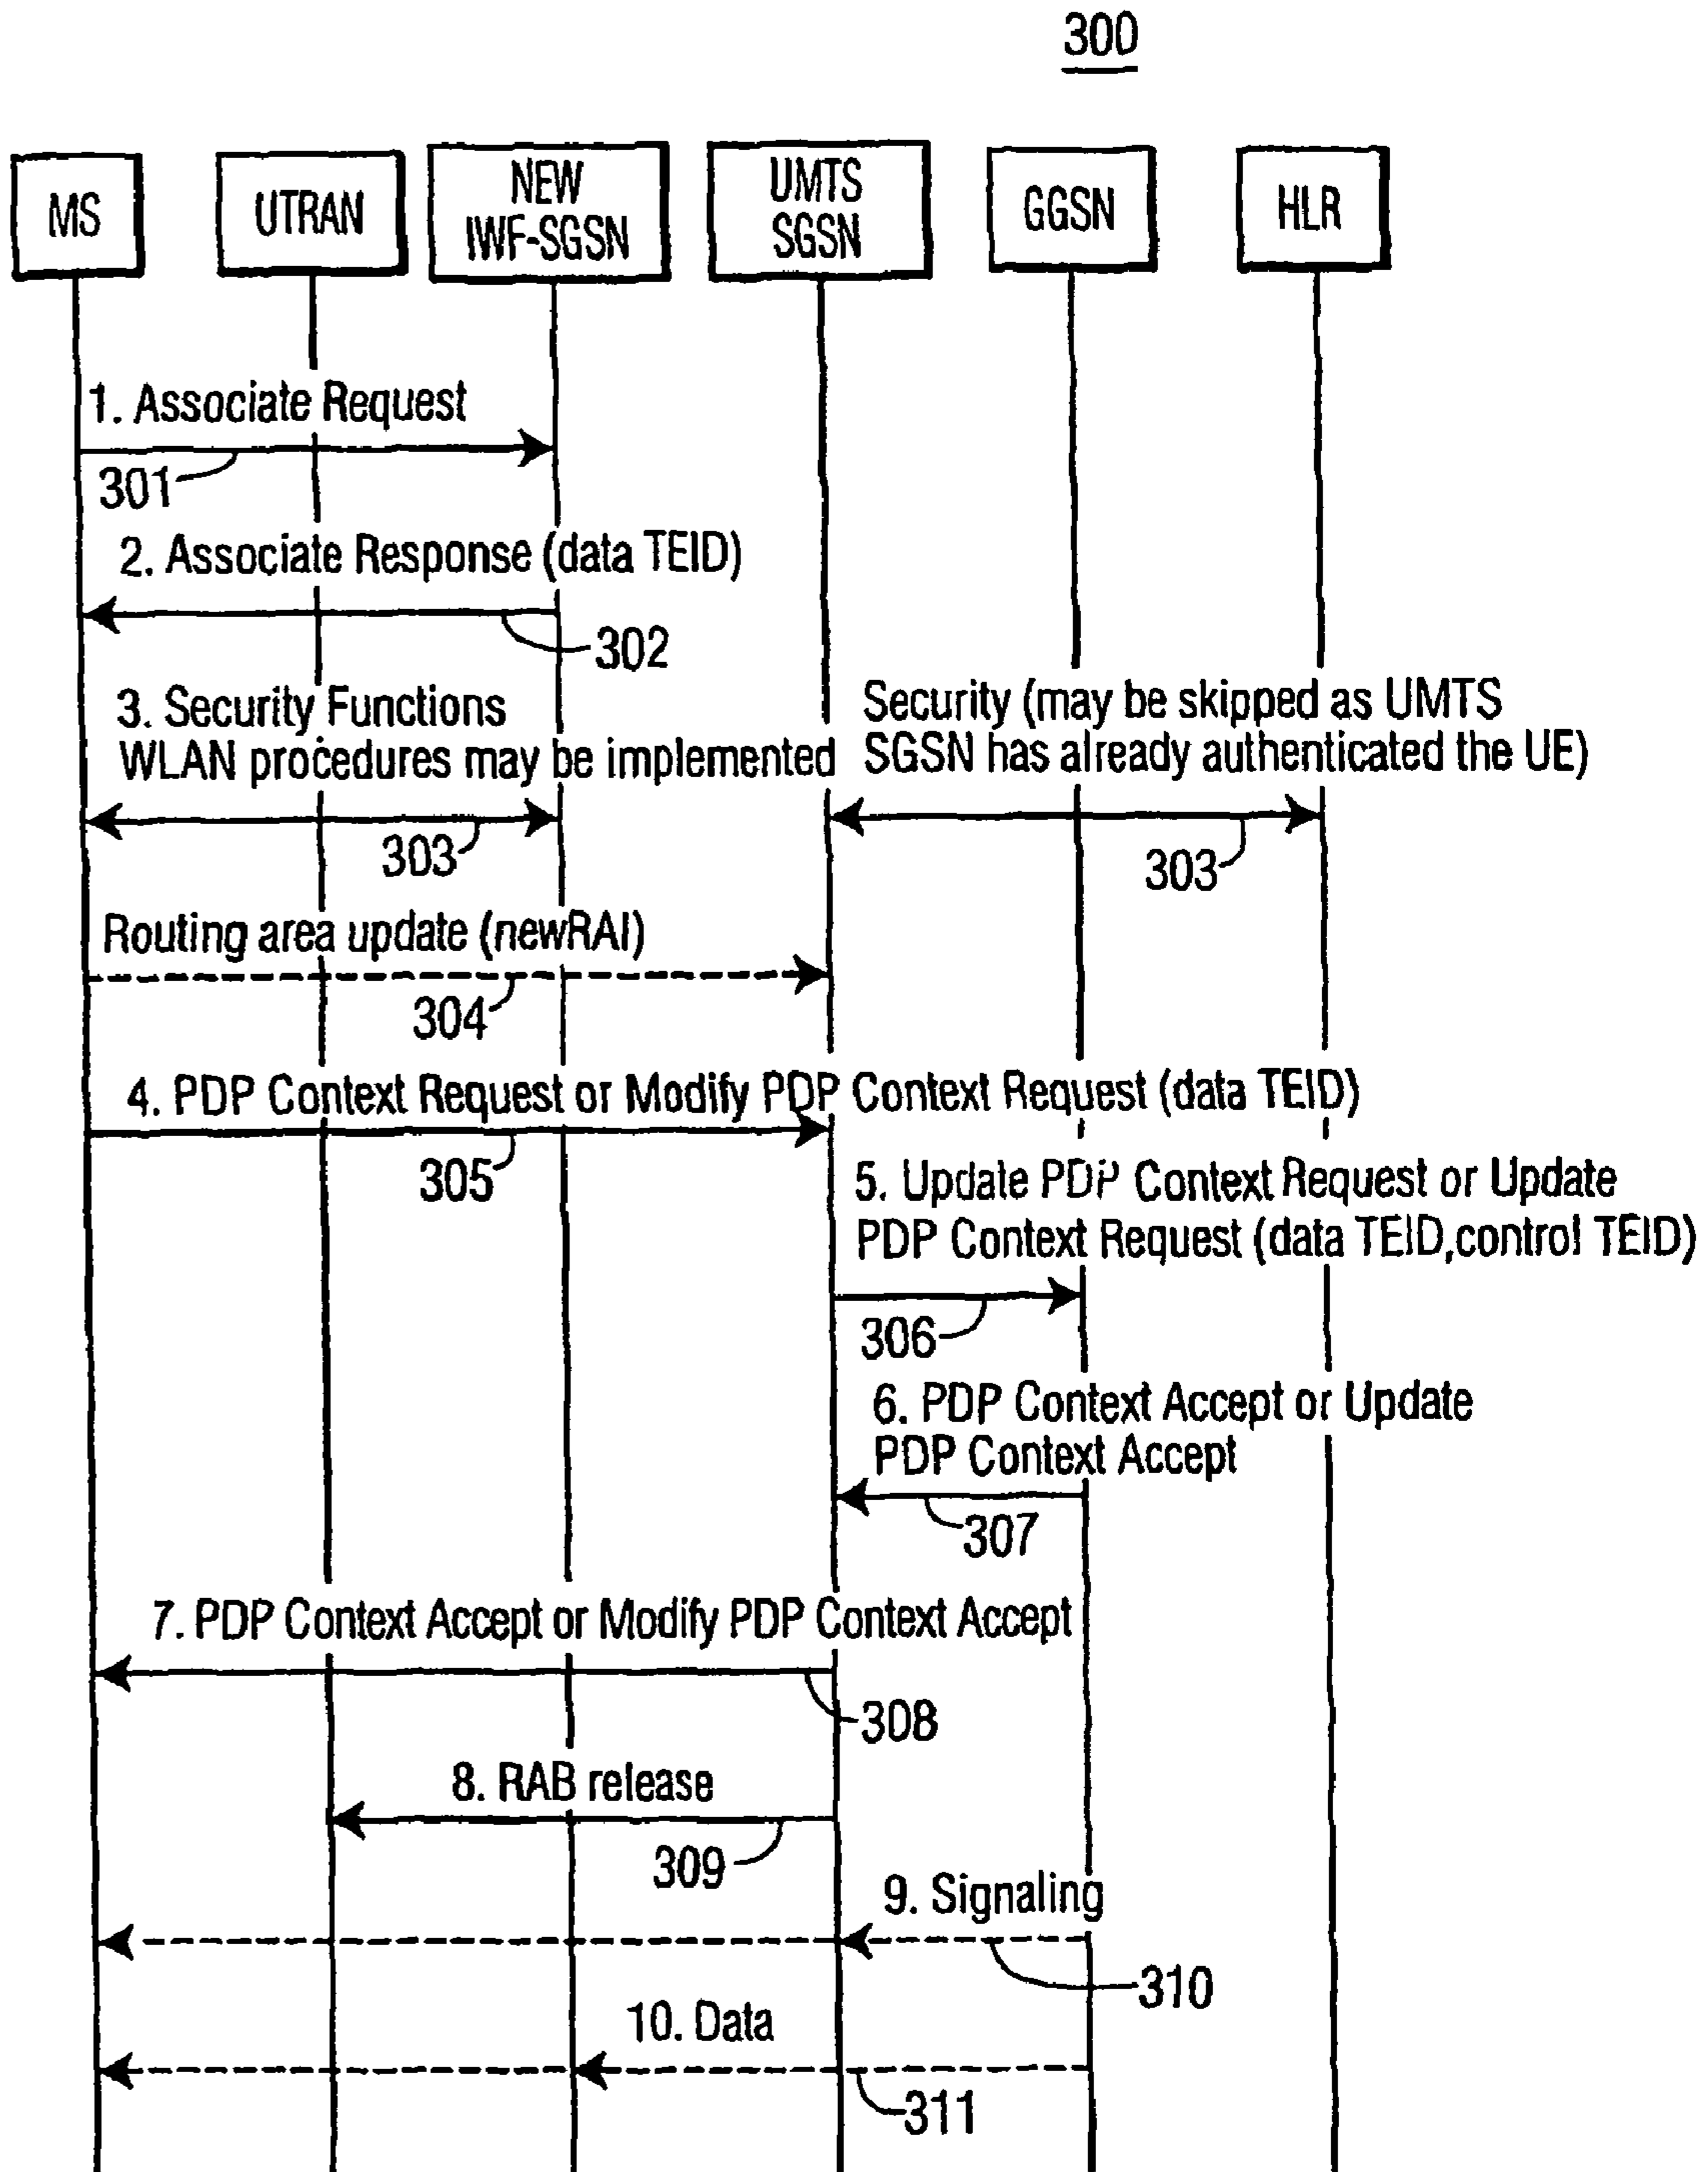 300
MS
UTRAN
NEW
IWF-SGSN
UMTS
SGSN
GGSN
HLR
1. Associate Request
301
2. Associate Response (data TEID)
302
3. Security Functions
WLAN procedures may be implemented
303
Security (may be skipped as UMTS
SGSN has already authenticated the UE)
303
Routing area update (newRAI)
304
4. PDP Context Request or Modify PDP Context Request (data TEID)
305
5. Update PDP Context Request or Update
PDP Context Request (data TEID,control TEID)
306
6. PDP Context Accept or Update
PDP Context Accept
307
7. PDP Context Accept or Modify PDP Context Accept
308
8. RAB release
309
9. Signaling
310
10. Data
311